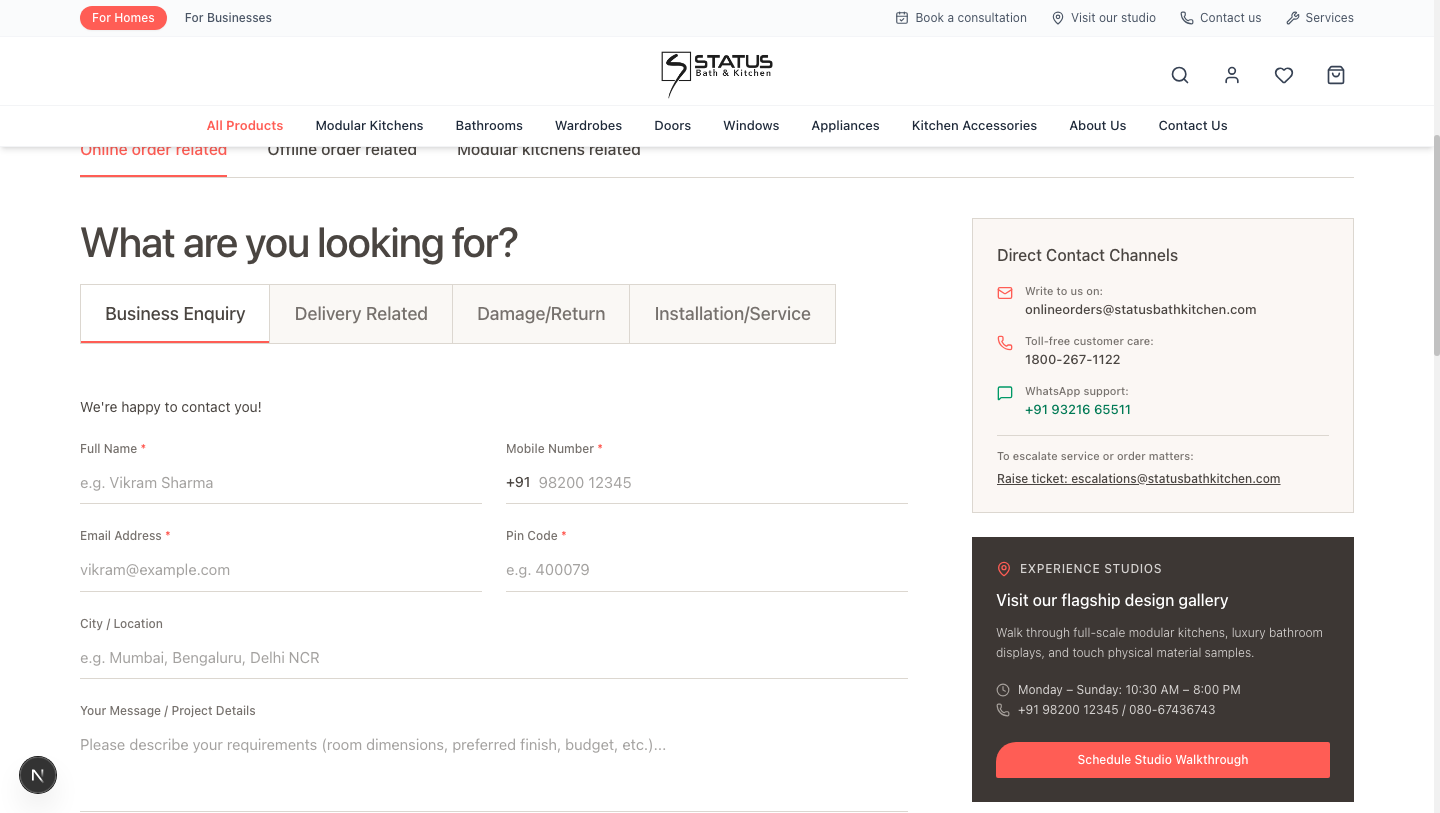 For Homes
For Businesses
Book a consultation
Visit our studio
Contact us
Services
STATUS
Bath & Kitchen
All Products
Modular Kitchens
Bathrooms
Wardrobes
Doors
Windows
Appliances
Kitchen Accessories
About Us
Contact Us
Online order related
Offline order related
Modular kitchens related
What are you looking for?
Business Enquiry
Delivery Related
Damage/Return
Installation/Service
We're happy to contact you!
Full Name *
e.g. Vikram Sharma
Mobile Number *
+91 98200 12345
Email Address *
vikram@example.com
Pin Code *
e.g. 400079
City / Location
e.g. Mumbai, Bengaluru, Delhi NCR
Your Message / Project Details
Please describe your requirements (room dimensions, preferred finish, budget, etc.)...
N
Direct Contact Channels
Write to us on:
onlineorders@statusbathkitchen.com
Toll-free customer care:
1800-267-1122
WhatsApp support:
+91 93216 65511
To escalate service or order matters:
Raise ticket: escalations@statusbathkitchen.com
EXPERIENCE STUDIOS
Visit our flagship design gallery
Walk through full-scale modular kitchens, luxury bathroom
displays, and touch physical material samples.
Monday – Sunday: 10:30 AM – 8:00 PM
+91 98200 12345 / 080-67436743
Schedule Studio Walkthrough